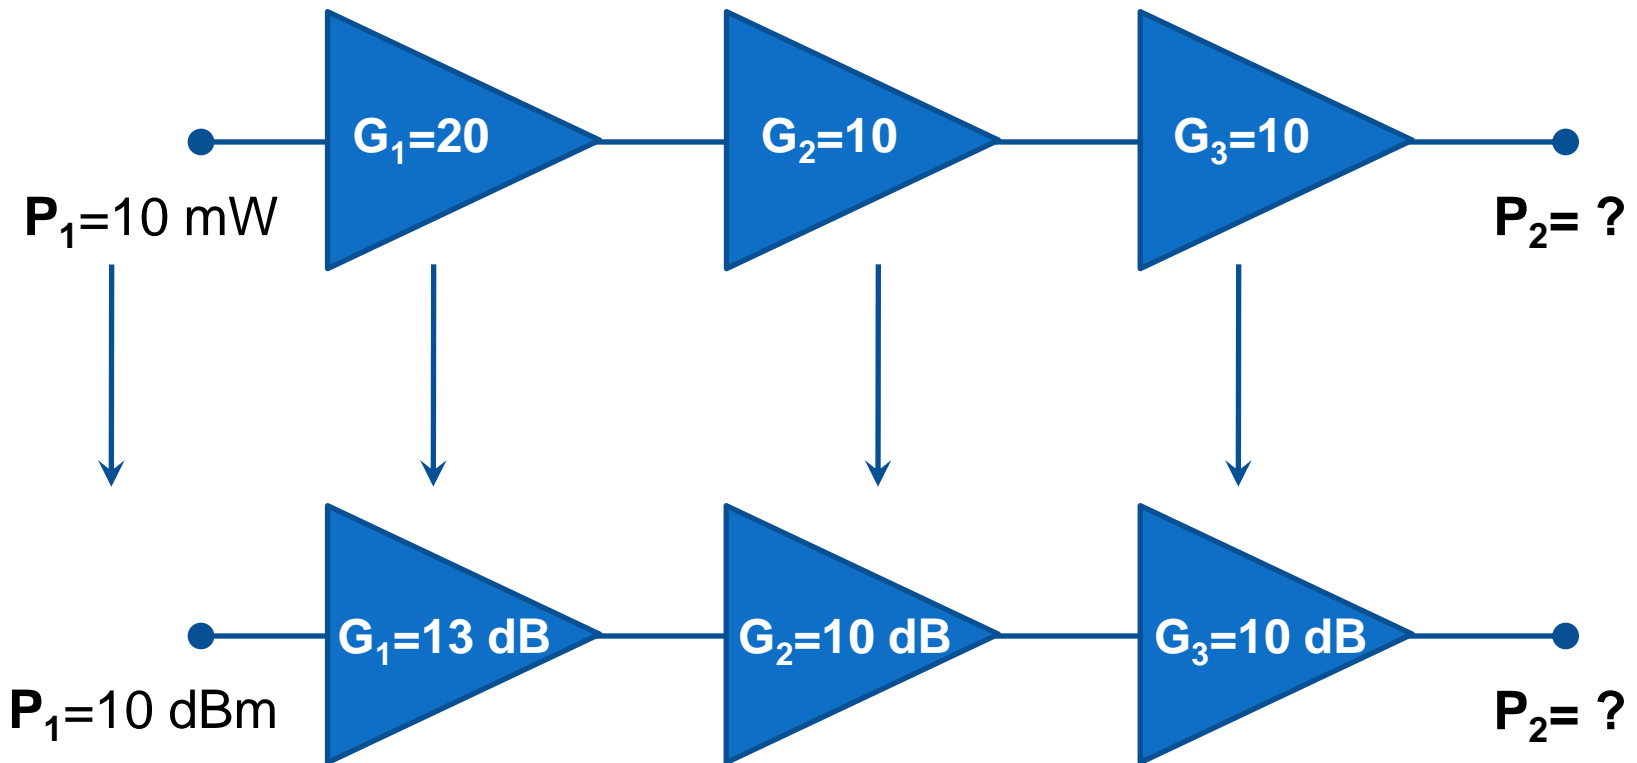 G₁=20
G₂=10
G₃=10
P₁=10 mW
P₂= ?
G₁=13 dB
G₂=10 dB
G₃=10 dB
P₁=10 dBm
P₂= ?